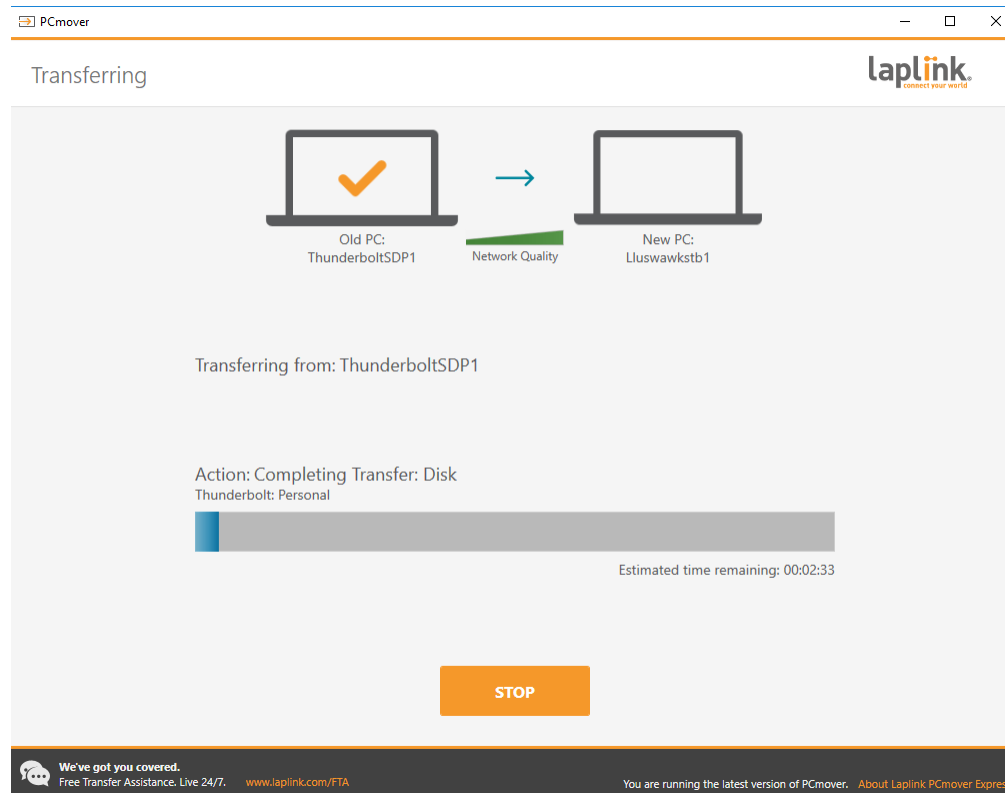 PCmover
Transferring
laplink®
connect your world
Old PC:
ThunderboltSDP1
Network Quality
New PC:
Lluswawkstb1
Transferring from: ThunderboltSDP1
Action: Completing Transfer: Disk
Thunderbolt: Personal
Estimated time remaining: 00:02:33
STOP
We've got you covered.
Free Transfer Assistance. Live 24/7. www.laplink.com/FTA
You are running the latest version of PCmover. About Laplink PCmover Expres